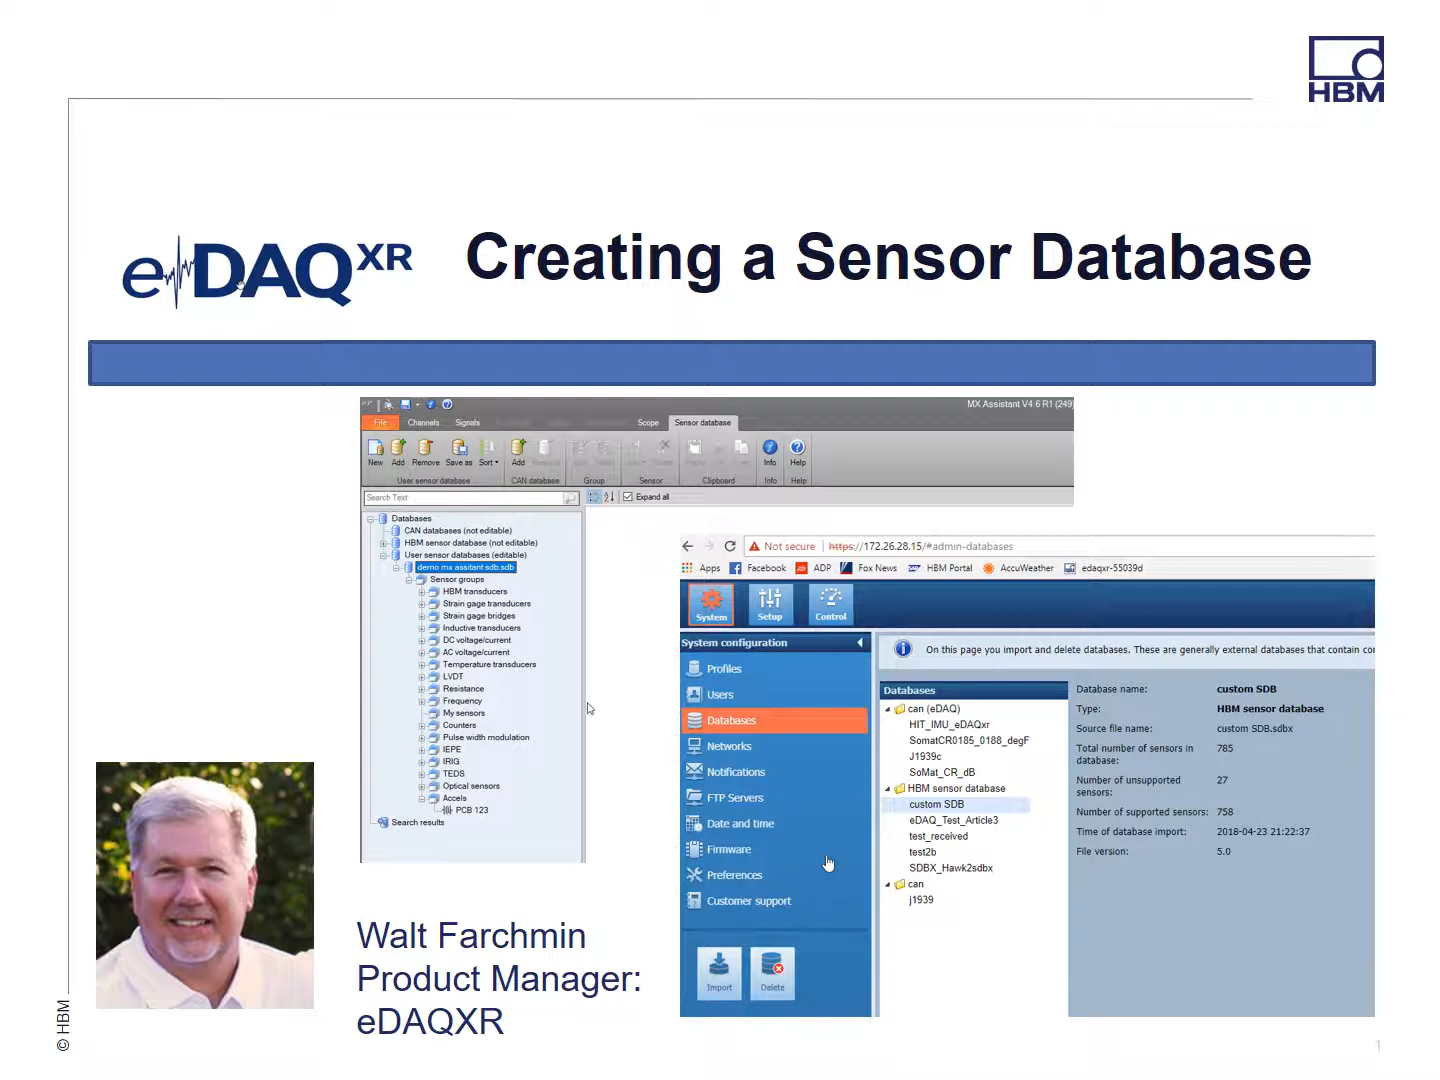 HBM
eDAQXR Creating a Sensor Database
MX Assistant V4.6 R1 (249)
File Channels Signals Scope Sensor database
New Add Remove Save as Sort Add Info Help
User sensor database CAN database Group Sensor Clipboard Info Help
Search Text Expand all
Databases
CAN databases (not editable)
HBM sensor database (not editable)
User sensor databases (editable)
demo mx assitant sdb.sdb
Sensor groups
HBM transducers
Strain gage transducers
Strain gage bridges
Inductive transducers
DC voltage/current
AC voltage/current
Temperature transducers
LVDT
Resistance
Frequency
My sensors
Counters
Pulse width modulation
IEPE
IRIG
TEDS
Optical sensors
Accels
PCB 123
Search results
Not secure | https://172.26.28.15/#admin-databases
Apps Facebook ADP Fox News HBM Portal AccuWeather edaqxr-55039d
System Setup Control
System configuration
Profiles
Users
Databases
Networks
Notifications
FTP Servers
Date and time
Firmware
Preferences
Customer support
Import Delete
On this page you import and delete databases. These are generally external databases that contain co
Databases
can (eDAQ)
HIT_IMU_eDAQxr
SomatCR0185_0188_degF
J1939c
SoMat_CR_dB
HBM sensor database
custom SDB
eDAQ_Test_Article3
test_received
test2b
SDBX_Hawk2sdbx
can
j1939
Database name: custom SDB
Type: HBM sensor database
Source file name: custom SDB.sdbx
Total number of sensors in
database: 785
Number of unsupported
sensors: 27
Number of supported sensors: 758
Time of database import: 2018-04-23 21:22:37
File version: 5.0
Walt Farchmin
Product Manager:
eDAQXR
© HBM
1